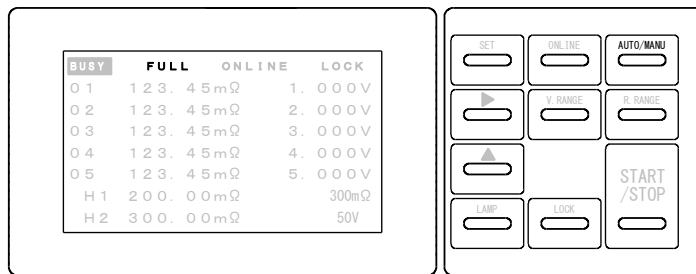 BUSY FULL ONLINE LOCK
01 123.45mΩ 1.000V
02 123.45mΩ 2.000V
03 123.45mΩ 3.000V
04 123.45mΩ 4.000V
05 123.45mΩ 5.000V
H1 200.00mΩ 300mΩ
H2 300.00mΩ 50V
SET ONLINE AUTO/MANU
V.RANGE R.RANGE
START
/STOP
LAMP LOCK